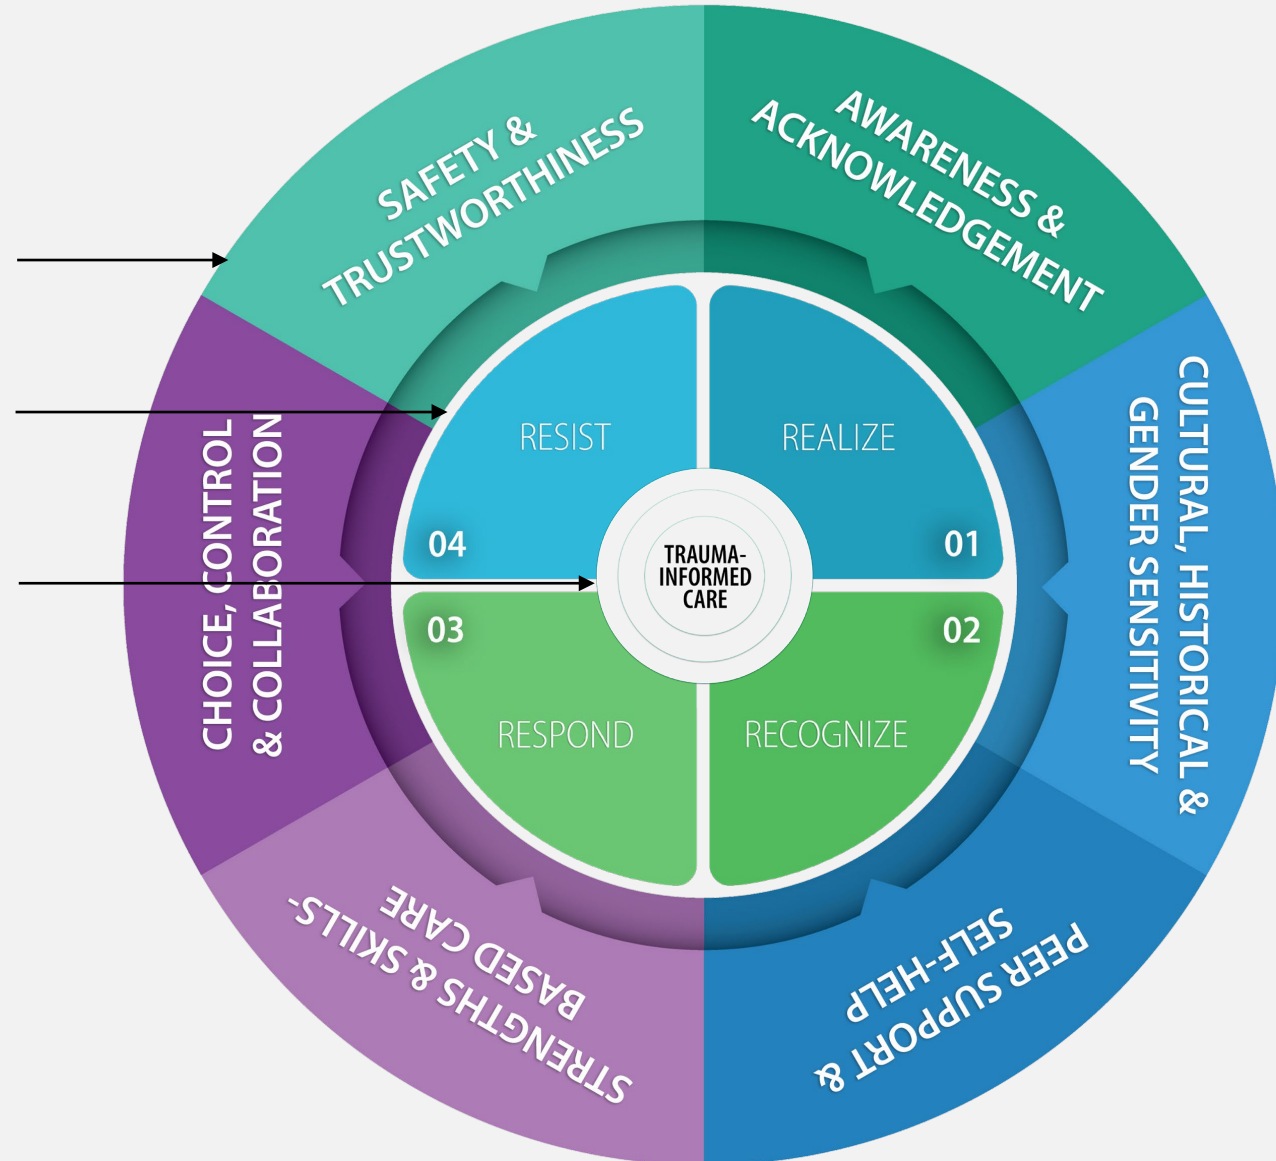 SAFETY &
TRUSTWORTHINESS
AWARENESS &
ACKNOWLEDGEMENT
CULTURAL, HISTORICAL &
GENDER SENSITIVITY
PEER SUPPORT &
SELF-HELP
STRENGTHS & SKILLS-
BASED CARE
CHOICE, CONTROL
& COLLABORATION
RESIST
04
REALIZE
01
TRAUMA-
INFORMED
CARE
03
RESPOND
02
RECOGNIZE